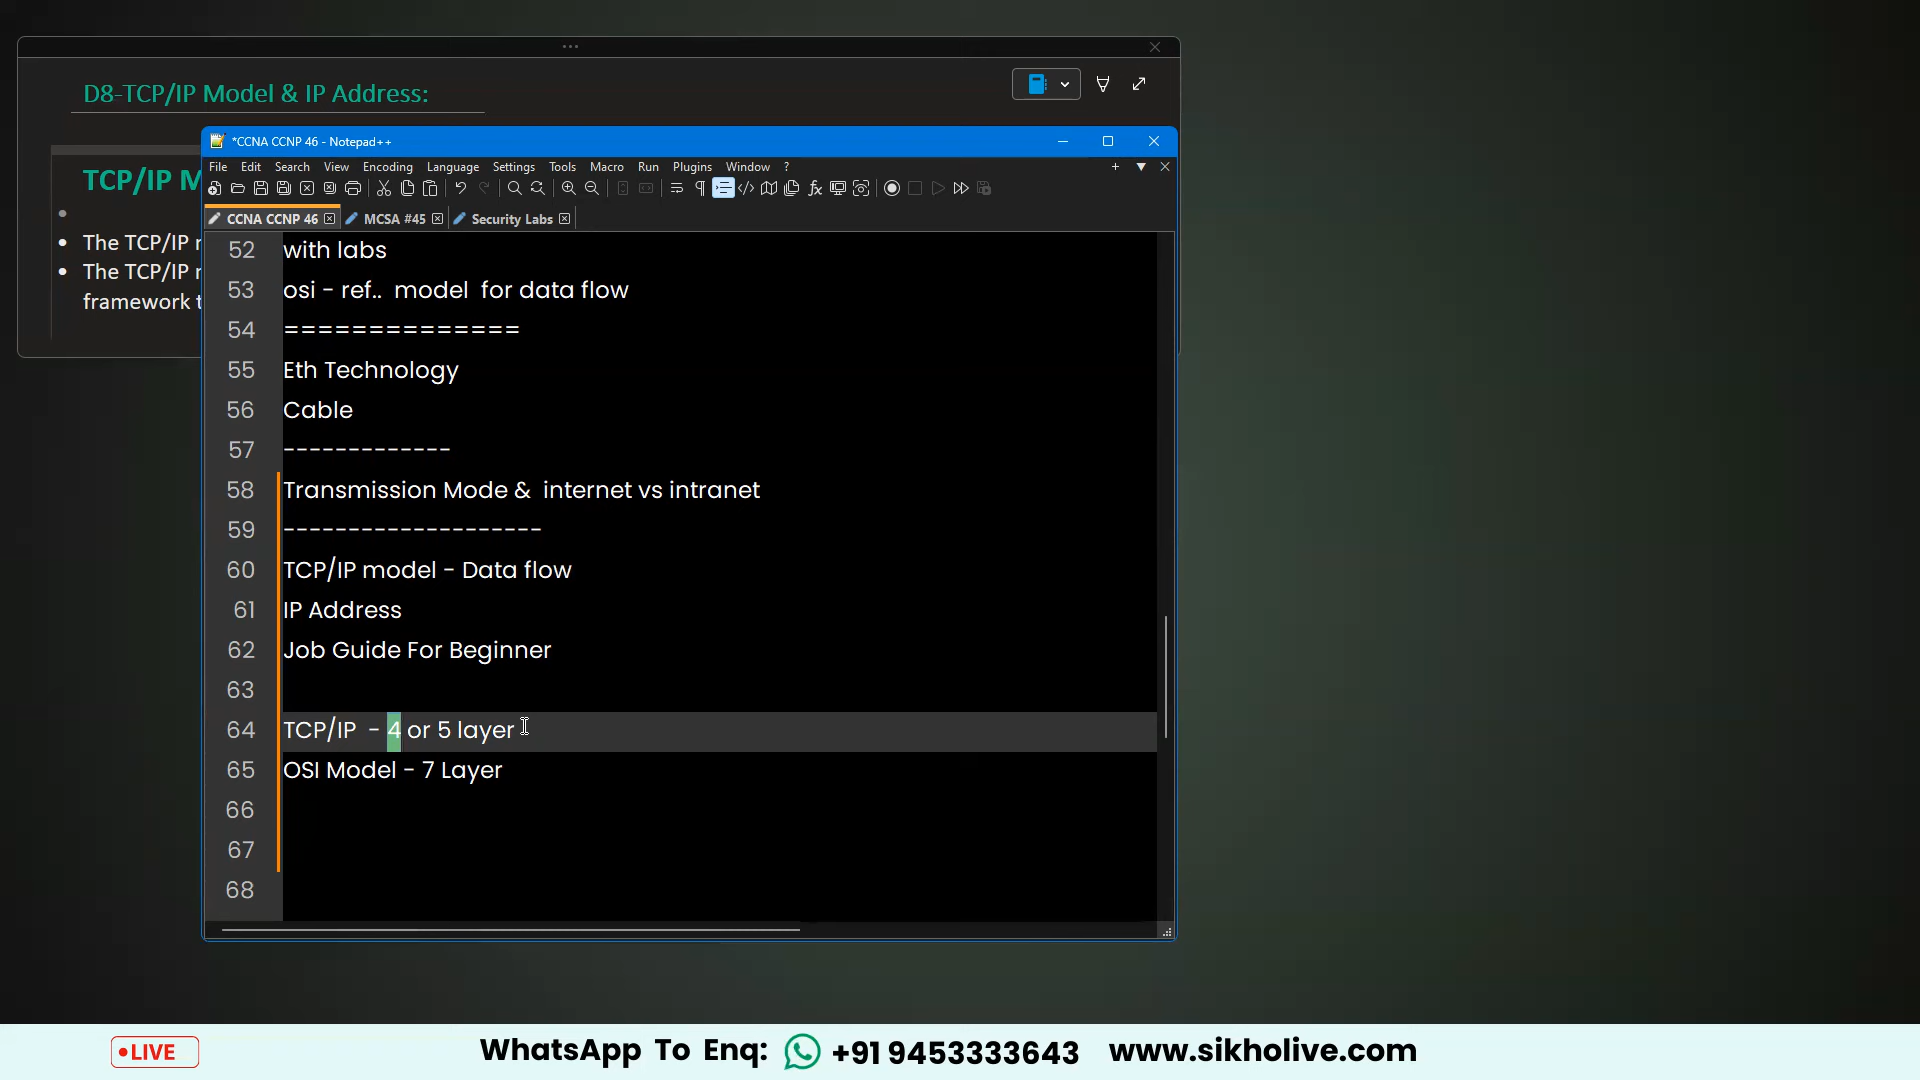 D8-TCP/IP Model & IP Address:
TCP/IP M
The TCP/IP r
The TCP/IP r
framework t
*CCNA CCNP 46 - Notepad++
File Edit Search View Encoding Language Settings Tools Macro Run Plugins Window ?
CCNA CCNP 46 MCSA #45 Security Labs
52 with labs
53 osi - ref.. model for data flow
54 ==============
55 Eth Technology
56 Cable
57 -------------
58 Transmission Mode & internet vs intranet
59 --------------------
60 TCP/IP model - Data flow
61 IP Address
62 Job Guide For Beginner
63
64 TCP/IP - 4 or 5 layer
65 OSI Model - 7 Layer
66
67
68
LIVE WhatsApp To Enq: +91 9453333643 www.sikholive.com